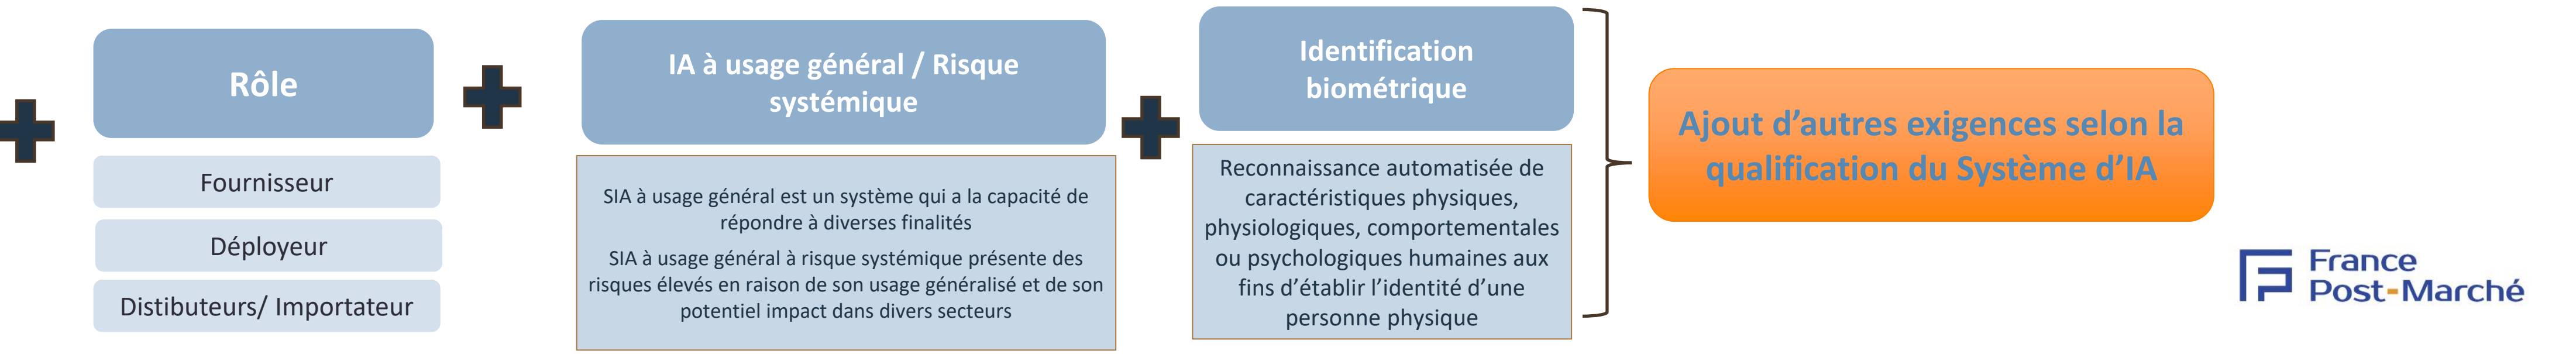 Rôle
Fournisseur
Déployeur
Distibuteurs/ Importateur
IA à usage général / Risque
systémique
SIA à usage général est un système qui a la capacité de
répondre à diverses finalités
SIA à usage général à risque systémique présente des
risques élevés en raison de son usage généralisé et de son
potentiel impact dans divers secteurs
Identification
biométrique
Reconnaissance automatisée de
caractéristiques physiques,
physiologiques, comportementales
ou psychologiques humaines aux
fins d’établir l’identité d’une
personne physique
Ajout d’autres exigences selon la
qualification du Système d’IA
France
Post-Marché